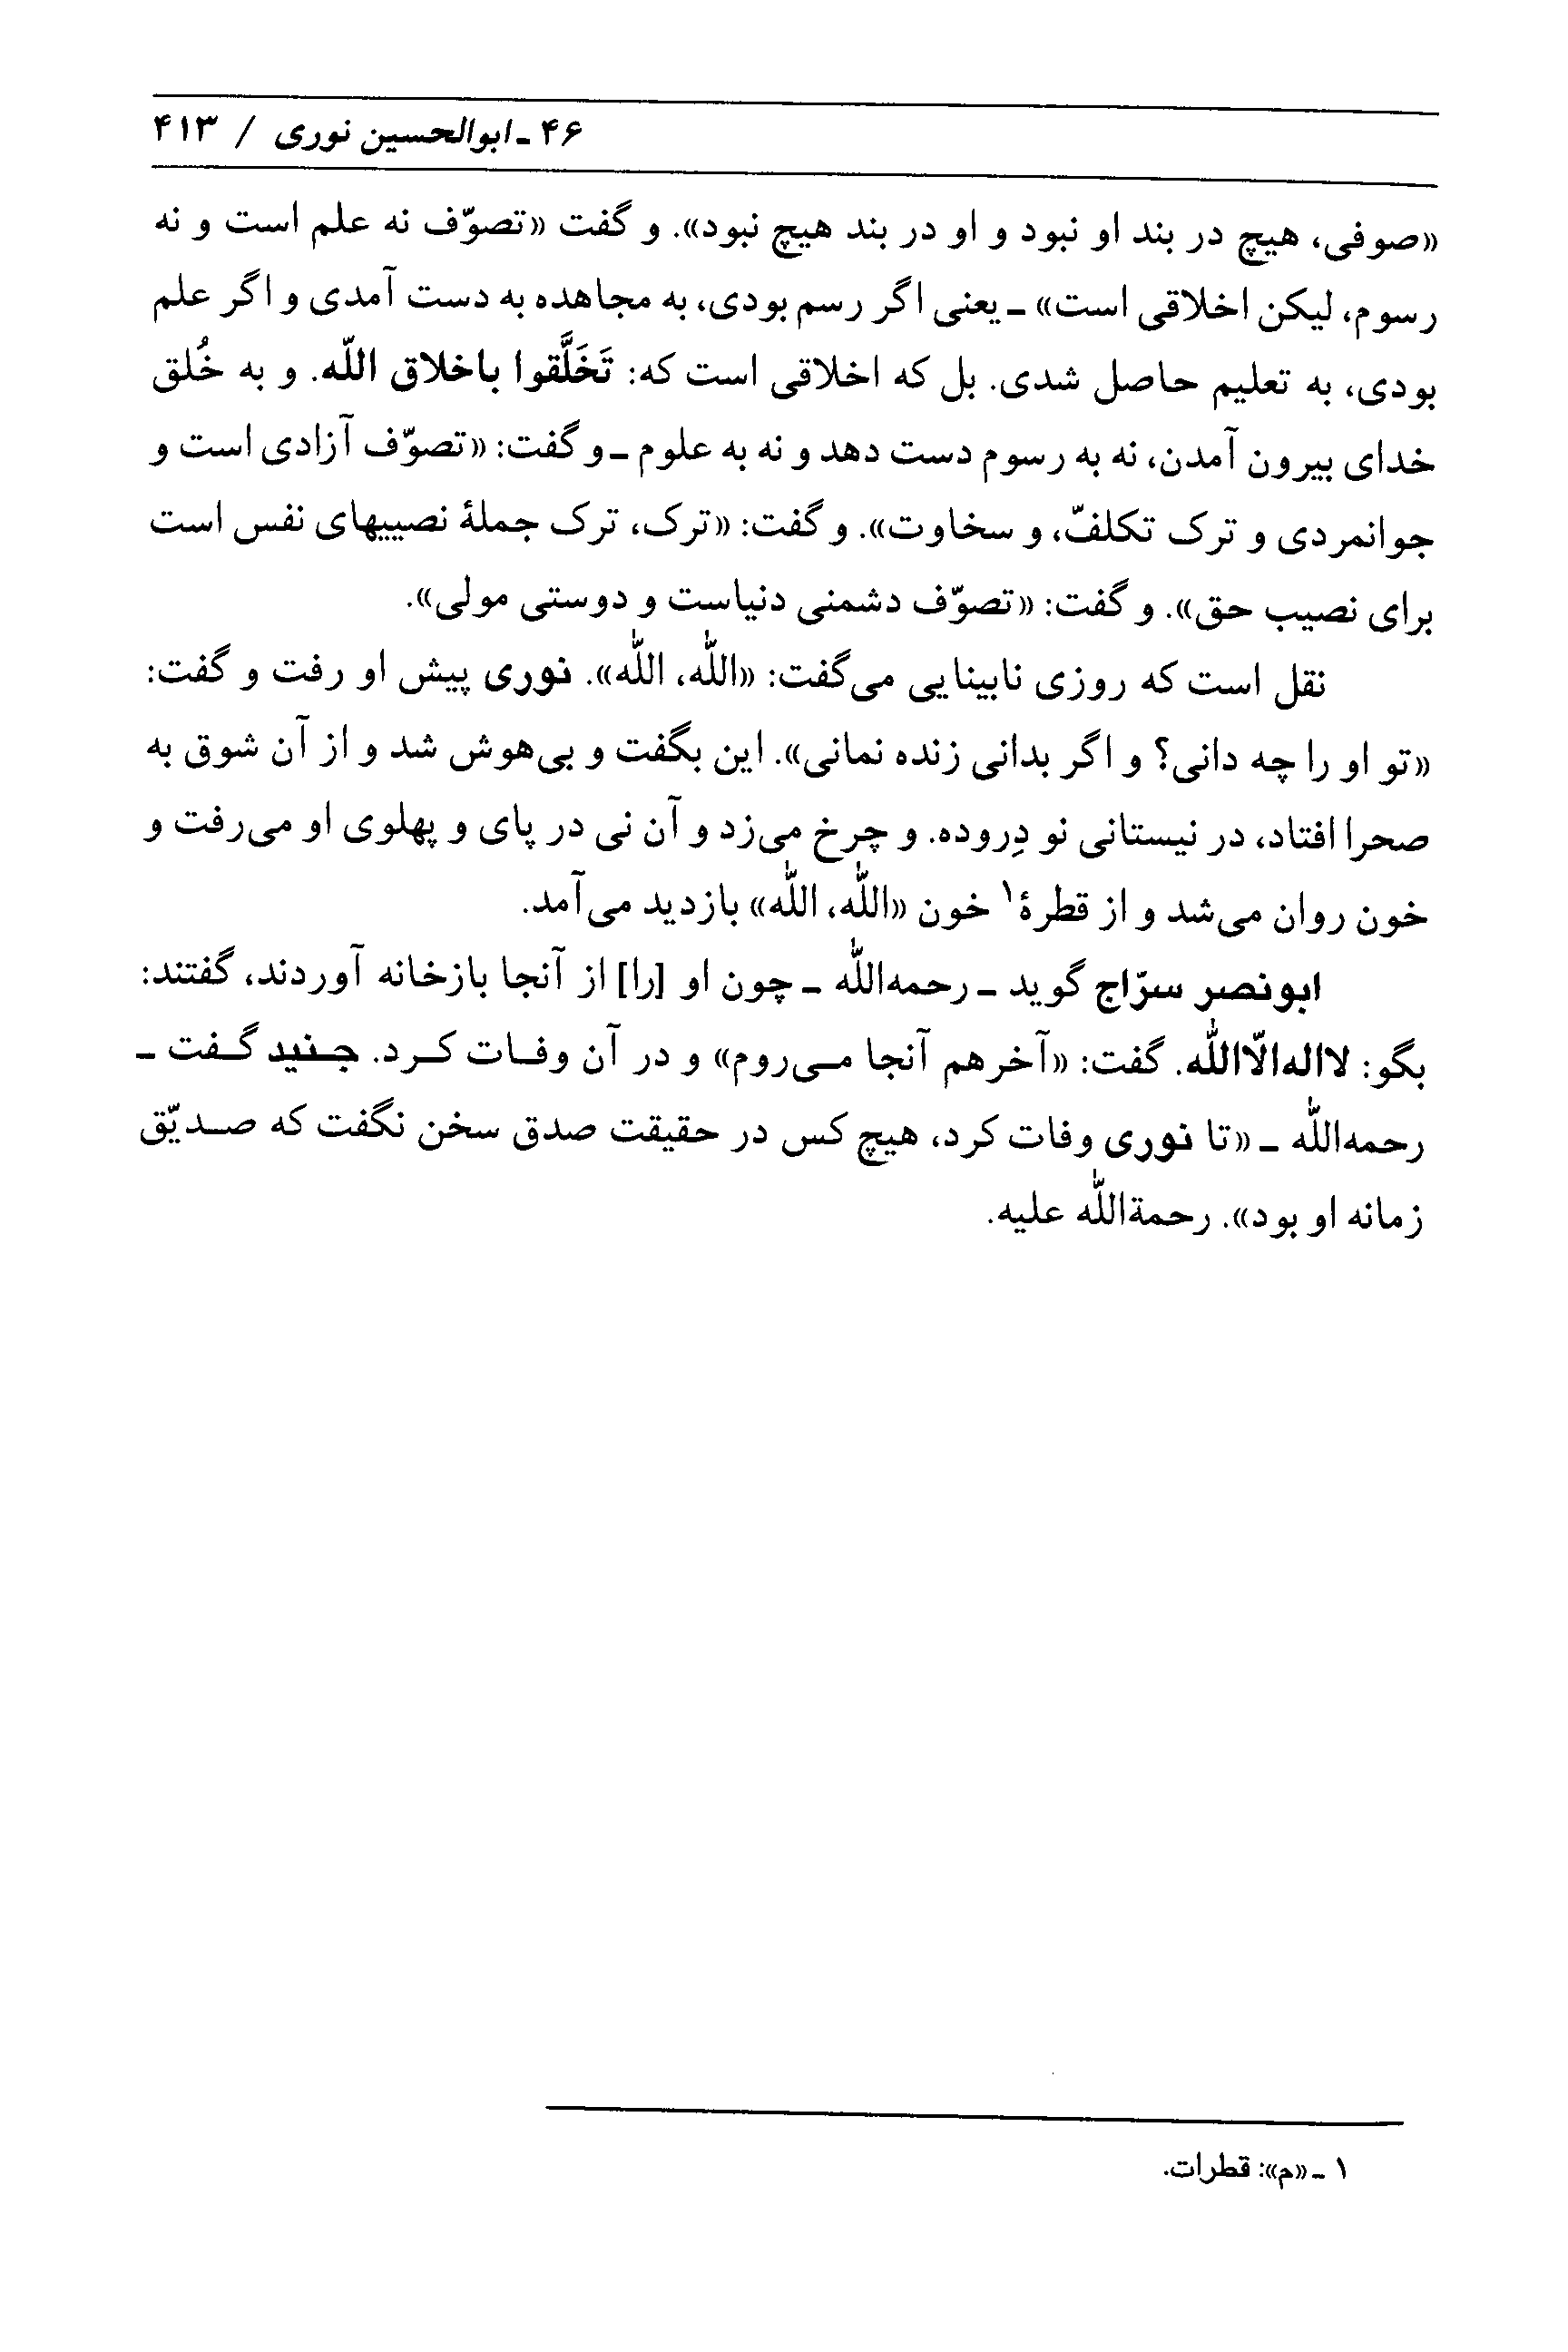 ۴۶ ـ ابوالحسین نوری / ۴۱۳
«صوفی، هیچ در بند او نبود و او در بند هیچ نبود». و گفت «تصوّف نه علم است و نه
رسوم، لیکن اخلاقی است» ـ یعنی اگر رسم بودی، به مجاهده به دست آمدی و اگر علم
بودی، به تعلیم حاصل شدی. بل که اخلاقی است که: تَخَلَّقوا باخلاق اللّه. و به خُلق
خدای بیرون آمدن، نه به رسوم دست دهد و نه به علوم ـ و گفت: «تصوّف آزادی است و
جوانمردی و ترک تکلفّ، و سخاوت». و گفت: «ترک، ترک جملهٔ نصیبهای نفس است
برای نصیب حق». و گفت: «تصوّف دشمنی دنیاست و دوستی مولی».
نقل است که روزی نابینایی می‌گفت: «اللّٰه، اللّٰه». نوری پیش او رفت و گفت:
«تو او را چه دانی؟ و اگر بدانی زنده نمانی». این بگفت و بی‌هوش شد و از آن شوق به
صحرا افتاد، در نیستانی نو دِروده. و چرخ می‌زد و آن نی در پای و پهلوی او می‌رفت و
خون روان می‌شد و از قطرهٔ۱ خون «اللّٰه، اللّٰه» بازدید می‌آمد.
ابونصر سرّاج گوید ـ رحمه‌اللّٰه ـ چون او [را] از آنجا بازخانه آوردند، گفتند:
بگو: لااله‌الّااللّٰه. گفت: «آخرهم آنجا مـی‌روم» و در آن وفـات کـرد. جـنید گـفت ـ
رحمه‌اللّٰه ـ «تا نوری وفات کرد، هیچ کس در حقیقت صدق سخن نگفت که صـدیّق
زمانه او بود». رحمة‌اللّٰه علیه.
۱ ـ «م»: قطرات.